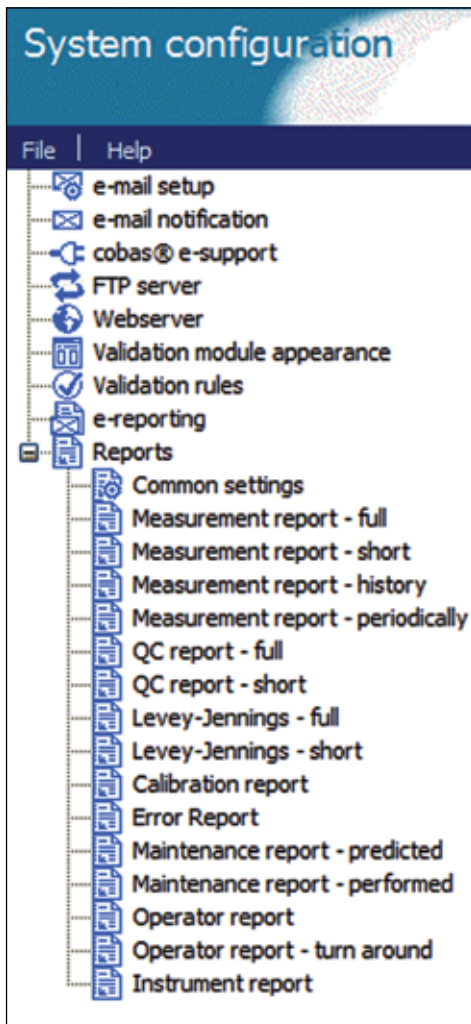 System configuration
File | Help
e-mail setup
e-mail notification
cobas® e-support
FTP server
Webserver
Validation module appearance
Validation rules
e-reporting
Reports
Common settings
Measurement report - full
Measurement report - short
Measurement report - history
Measurement report - periodically
QC report - full
QC report - short
Levey-Jennings - full
Levey-Jennings - short
Calibration report
Error Report
Maintenance report - predicted
Maintenance report - performed
Operator report
Operator report - turn around
Instrument report